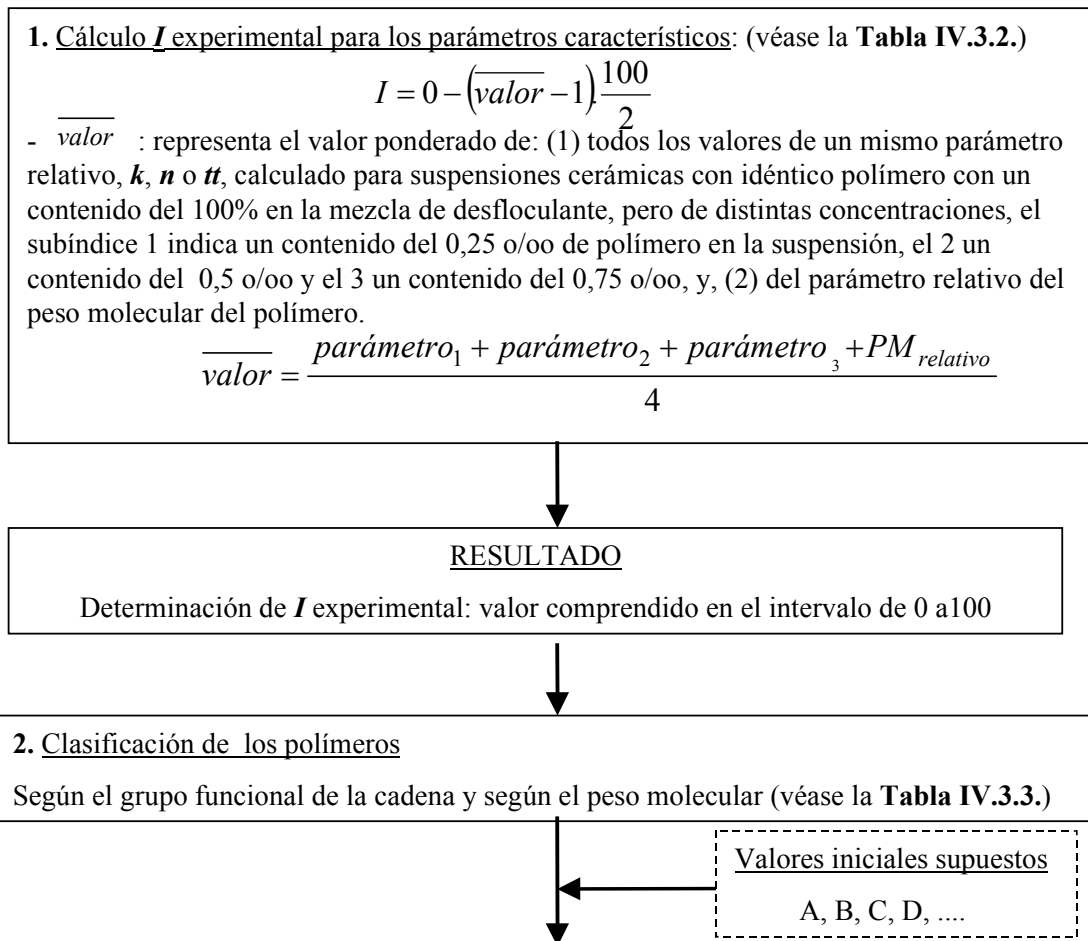 1. Cálculo I experimental para los parámetros característicos: (véase la Tabla IV.3.2.)
I = 0 − (valor − 1).100/2
- valor : representa el valor ponderado de: (1) todos los valores de un mismo parámetro
relativo, k, n o tt, calculado para suspensiones cerámicas con idéntico polímero con un
contenido del 100% en la mezcla de desfloculante, pero de distintas concentraciones, el
subíndice 1 indica un contenido del 0,25 o/oo de polímero en la suspensión, el 2 un
contenido del 0,5 o/oo y el 3 un contenido del 0,75 o/oo, y, (2) del parámetro relativo del
peso molecular del polímero.
valor = parámetro1 + parámetro2 + parámetro3 + PM relativo / 4
RESULTADO
Determinación de I experimental: valor comprendido en el intervalo de 0 a100
2. Clasificación de los polímeros
Según el grupo funcional de la cadena y según el peso molecular (véase la Tabla IV.3.3.)
Valores iniciales supuestos
A, B, C, D, ....